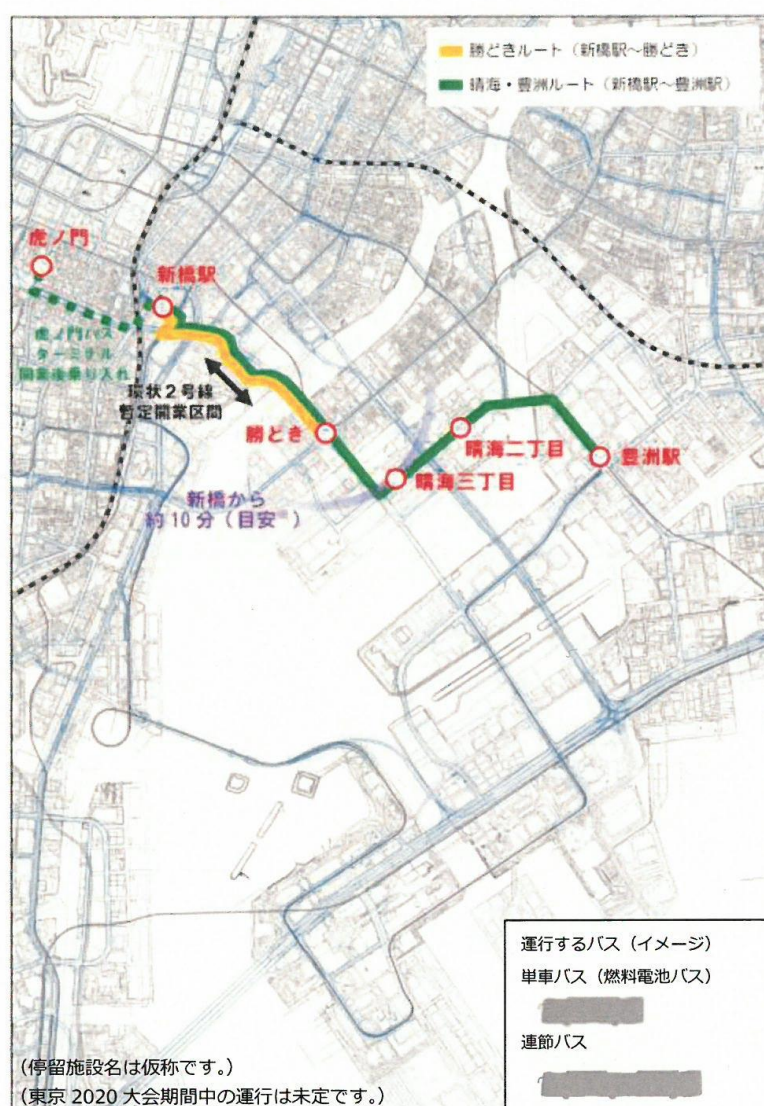 勝どきルート（新橋駅～勝どき）
晴海・豊洲ルート（新橋駅～豊洲駅）
虎ノ門
新橋駅
虎ノ門バス
ターミナル
開業後乗り入れ
環状２号線
暫定開業区間
勝どき
晴海二丁目
豊洲駅
晴海三丁目
新橋から
約10分（目安※）
運行するバス（イメージ）
単車バス（燃料電池バス）
連節バス
（停留施設名は仮称です。）
（東京 2020 大会期間中の運行は未定です。）